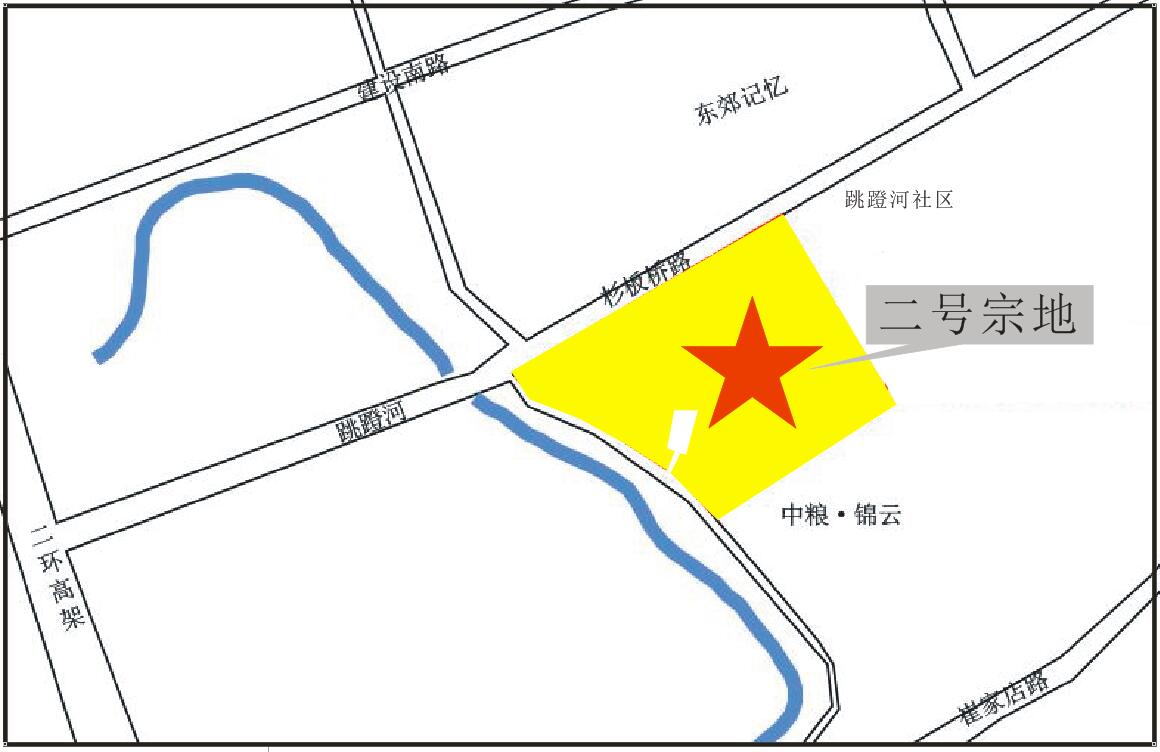 建设南路
东郊记忆
跳蹬河社区
杉板桥路
二号宗地
跳蹬河
中粮·锦云
二环高架
崔家店路